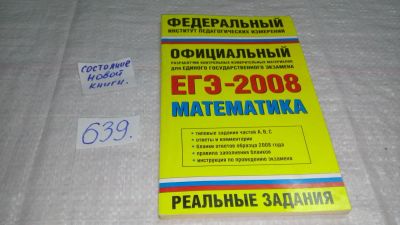 состояние
новой
книги.
639.
ФЕДЕРАЛЬНЫЙ
ИНСТИТУТ ПЕДАГОГИЧЕСКИХ ИЗМЕРЕНИЙ
ОФИЦИАЛЬНЫЙ
РАЗРАБОТЧИК КОНТРОЛЬНЫХ ИЗМЕРИТЕЛЬНЫХ МАТЕРИАЛОВ
ДЛЯ ЕДИНОГО ГОСУДАРСТВЕННОГО ЭКЗАМЕНА
ЕГЭ-2008
МАТЕМАТИКА
• типовые задания частей А, В, С
• ответы и комментарии
• бланки ответов образца 2008 года
• правила заполнения бланков
• инструкция по проведению экзамена
РЕАЛЬНЫЕ ЗАДАНИЯ